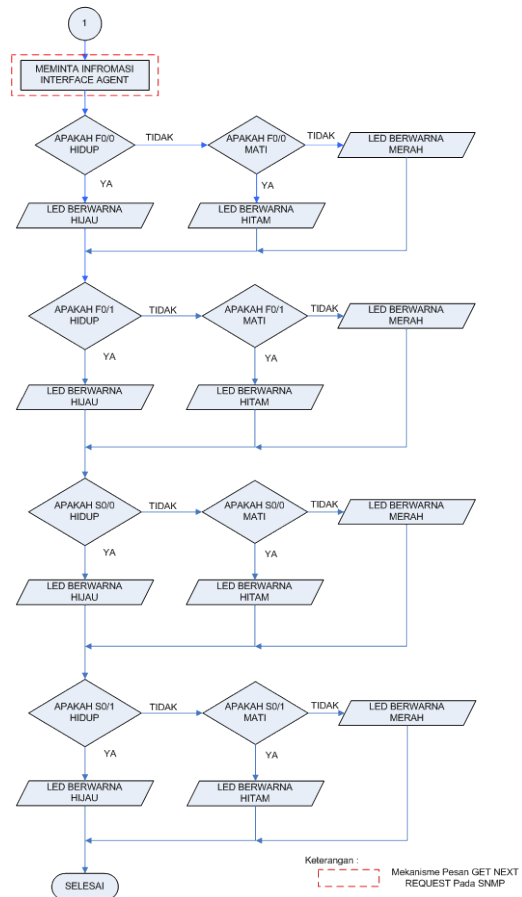 1
MEMINTA INFROMASI
INTERFACE AGENT
APAKAH F0/0
HIDUP
TIDAK
APAKAH F0/0
MATI
TIDAK
LED BERWARNA
MERAH
YA
YA
LED BERWARNA
HIJAU
LED BERWARNA
HITAM
APAKAH F0/1
HIDUP
TIDAK
APAKAH F0/1
MATI
TIDAK
LED BERWARNA
MERAH
YA
YA
LED BERWARNA
HIJAU
LED BERWARNA
HITAM
APAKAH S0/0
HIDUP
TIDAK
APAKAH S0/0
MATI
TIDAK
LED BERWARNA
MERAH
YA
YA
LED BERWARNA
HIJAU
LED BERWARNA
HITAM
APAKAH S0/1
HIDUP
TIDAK
APAKAH S0/1
MATI
TIDAK
LED BERWARNA
MERAH
YA
YA
LED BERWARNA
HIJAU
LED BERWARNA
HITAM
SELESAI
Keterangan :
Mekanisme Pesan GET NEXT
REQUEST Pada SNMP